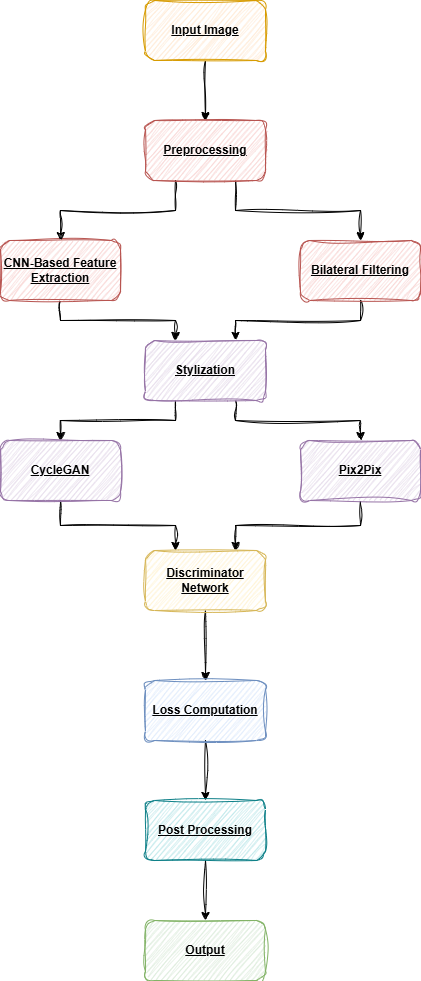 Input Image
Preprocessing
CNN-Based Feature
Extraction
Bilateral Filtering
Stylization
CycleGAN
Pix2Pix
Discriminator
Network
Loss Computation
Post Processing
Output